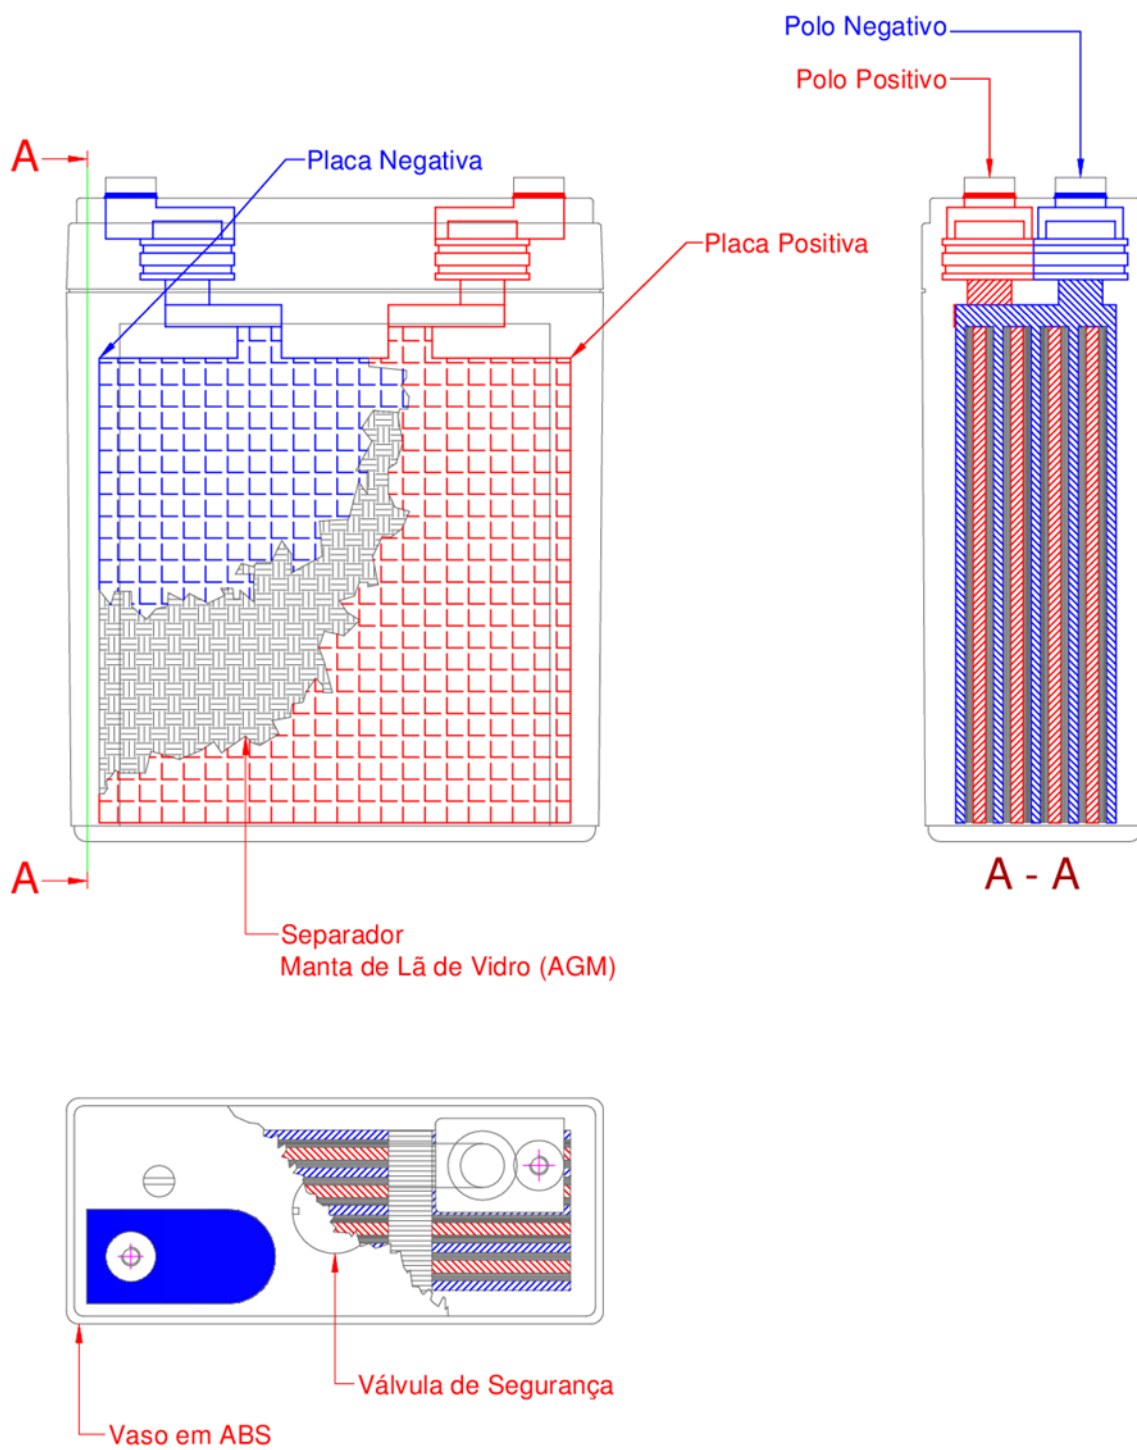 Polo Negativo
Polo Positivo
A
Placa Negativa
Placa Positiva
A
A - A
Separador
Manta de Lã de Vidro (AGM)
Válvula de Segurança
Vaso em ABS